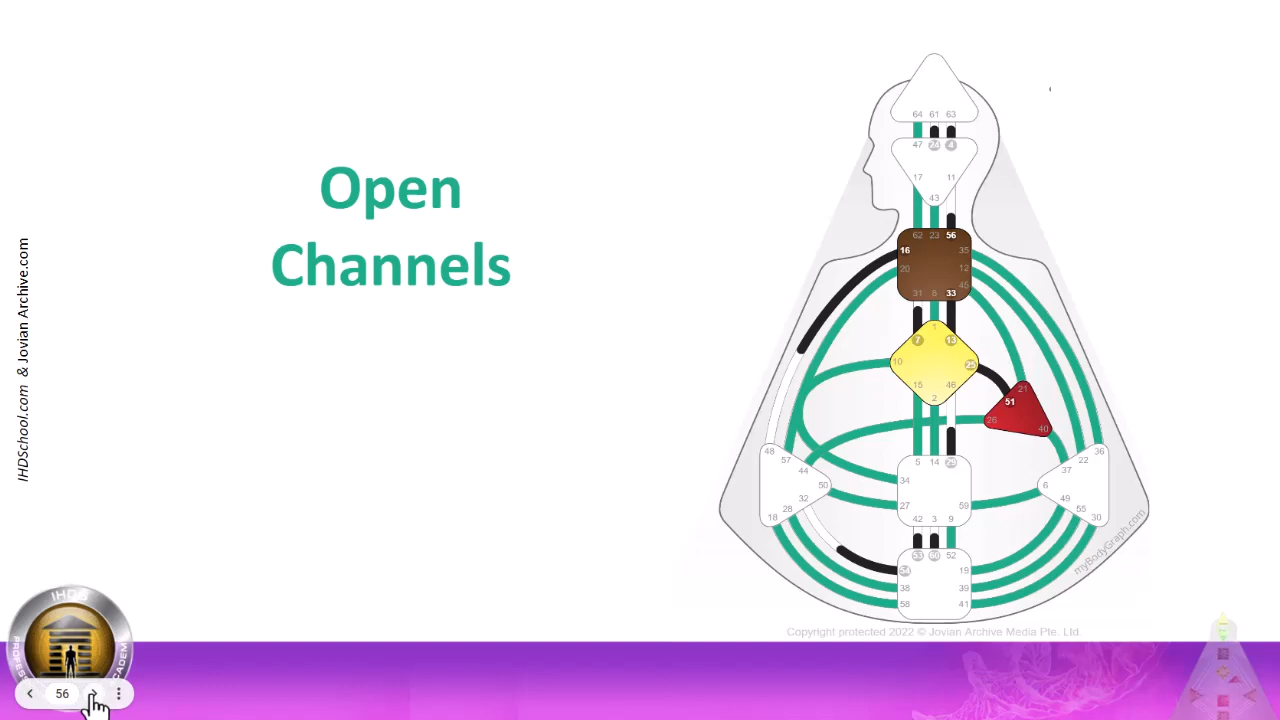 Open
Channels
IHDSchool.com & Jovian Archive.com
64 61 63
47 24 4
17 11
43
62 23 56
16 35
20 12
45
31 8 33
1
7 13
10 25
15 46
2
21
51
26
40
48
57
44
50
32
28
18
5 14 29
34
27 59
42 3 9
36
22
37
6
49
55
30
53 60 52
54 19
38 39
58 41
myBodyGraph.com
Copyright protected 2022 © Jovian Archive Media Pte. Ltd.
IHDS
56